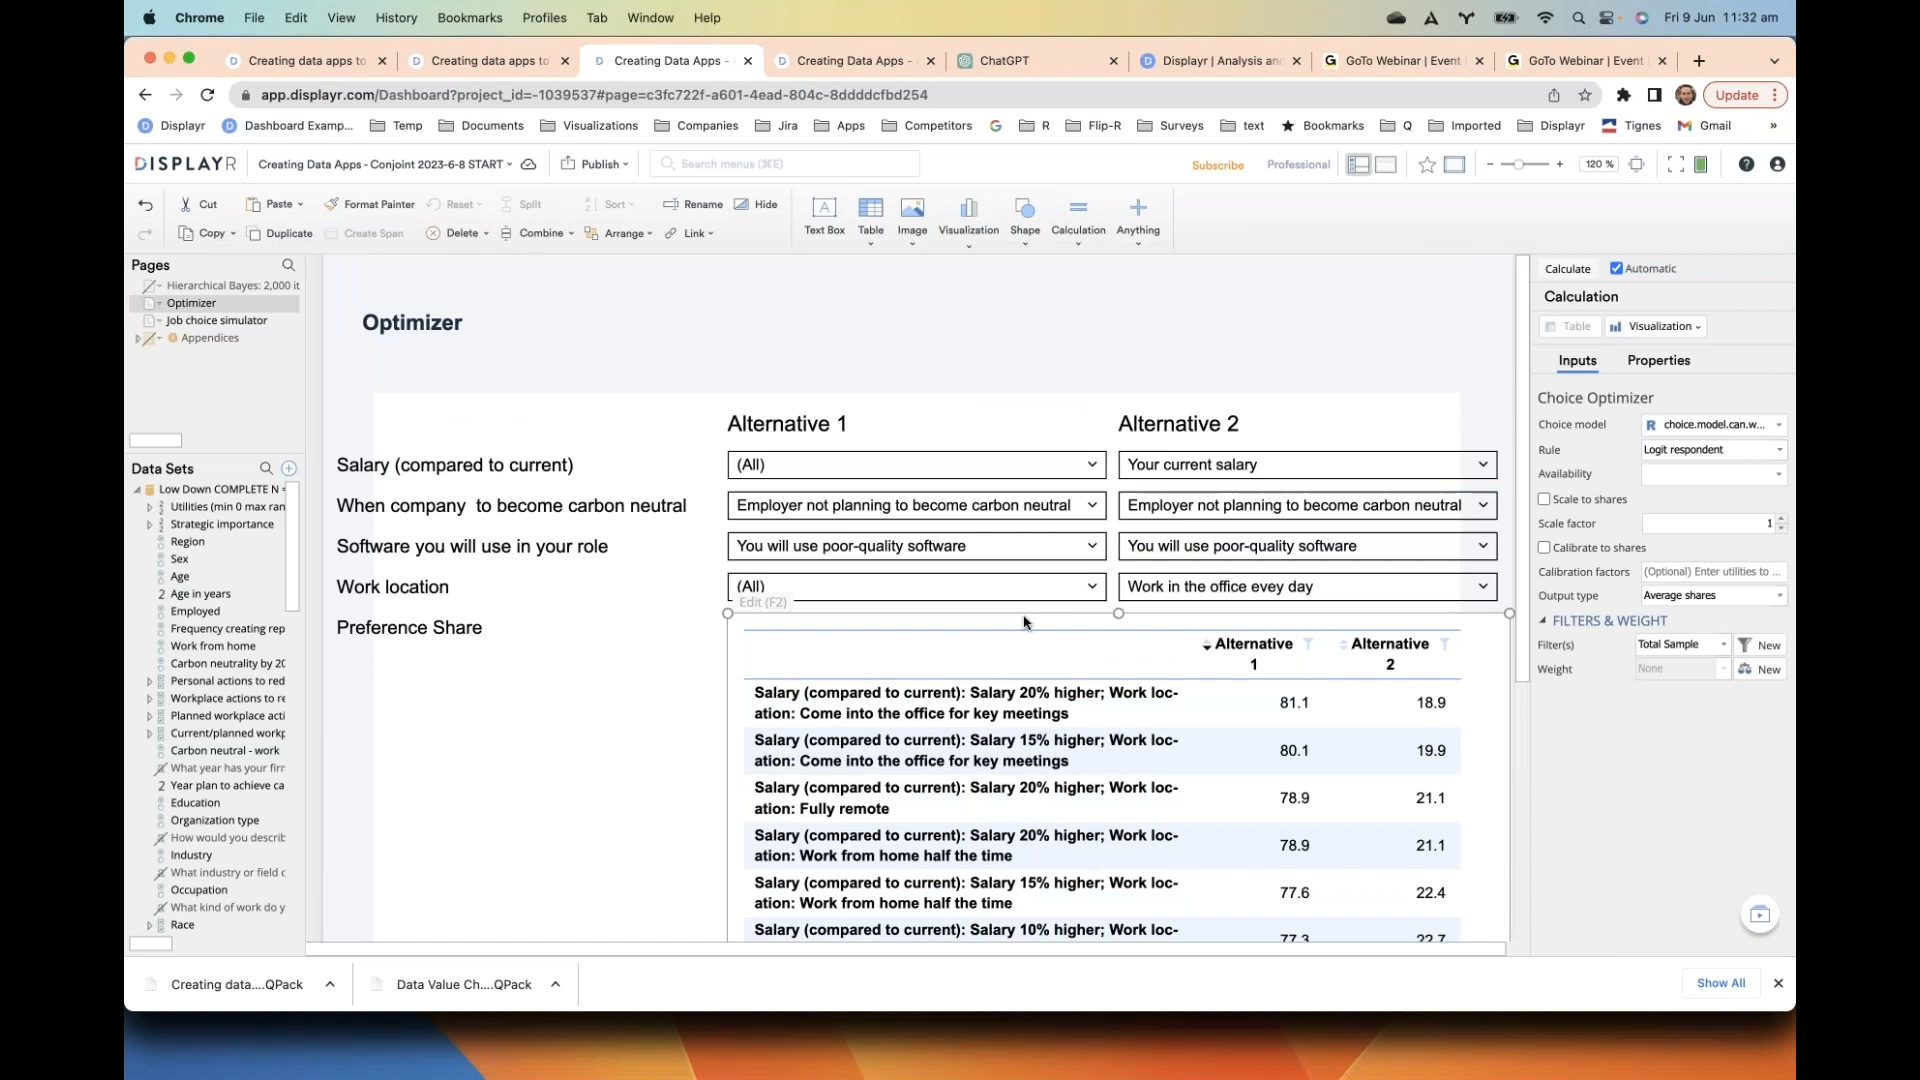 Chrome File Edit View History Bookmarks Profiles Tab Window Help Fri 9 Jun 11:32 am
Creating data apps to Creating data apps to Creating Data Apps - Creating Data Apps - ChatGPT Displayr | Analysis an GoTo Webinar | Event GoTo Webinar | Event
app.displayr.com/Dashboard?project_id=-1039537#page=c3fc722f-a601-4ead-804c-8ddddcfbd254 Update
Displayr Dashboard Examp... Temp Documents Visualizations Companies Jira Apps Competitors R Flip-R Surveys text Bookmarks Q Imported Displayr Tignes Gmail »
DISPLAYR Creating Data Apps - Conjoint 2023-6-8 START Publish Search menus (⌘E) Subscribe Professional - + 120 %
Cut Paste Format Painter Reset Split Sort Rename Hide
Copy Duplicate Create Span Delete Combine Arrange Link
Text Box Table Image Visualization Shape Calculation Anything
Pages
Hierarchical Bayes: 2,000 it
Optimizer
Job choice simulator
Appendices
Data Sets
Low Down COMPLETE N =
Utilities (min 0 max ran
Strategic importance
Region
Sex
Age
2 Age in years
Employed
Frequency creating rep
Work from home
Carbon neutrality by 20
Personal actions to red
Workplace actions to re
Planned workplace acti
Current/planned workp
Carbon neutral - work
What year has your firr
2 Year plan to achieve ca
Education
Organization type
How would you describ
Industry
What industry or field c
Occupation
What kind of work do y
Race
Optimizer
Alternative 1 Alternative 2
Salary (compared to current) (All) Your current salary
When company to become carbon neutral Employer not planning to become carbon neutral Employer not planning to become carbon neutral
Software you will use in your role You will use poor-quality software You will use poor-quality software
Work location (All) Work in the office evey day
Edit (F2)
Preference Share
Alternative 1 Alternative 2
Salary (compared to current): Salary 20% higher; Work loc-
ation: Come into the office for key meetings 81.1 18.9
Salary (compared to current): Salary 15% higher; Work loc-
ation: Come into the office for key meetings 80.1 19.9
Salary (compared to current): Salary 20% higher; Work loc-
ation: Fully remote 78.9 21.1
Salary (compared to current): Salary 20% higher; Work loc-
ation: Work from home half the time 78.9 21.1
Salary (compared to current): Salary 15% higher; Work loc-
ation: Work from home half the time 77.6 22.4
Salary (compared to current): Salary 10% higher; Work loc-
77.3 22.7
Calculate Automatic
Calculation
Table Visualization
Inputs Properties
Choice Optimizer
Choice model R choice.model.can.w...
Rule Logit respondent
Availability
Scale to shares
Scale factor 1
Calibrate to shares
Calibration factors (Optional) Enter utilities to ...
Output type Average shares
FILTERS & WEIGHT
Filter(s) Total Sample New
Weight None New
Creating data....QPack Data Value Ch....QPack Show All